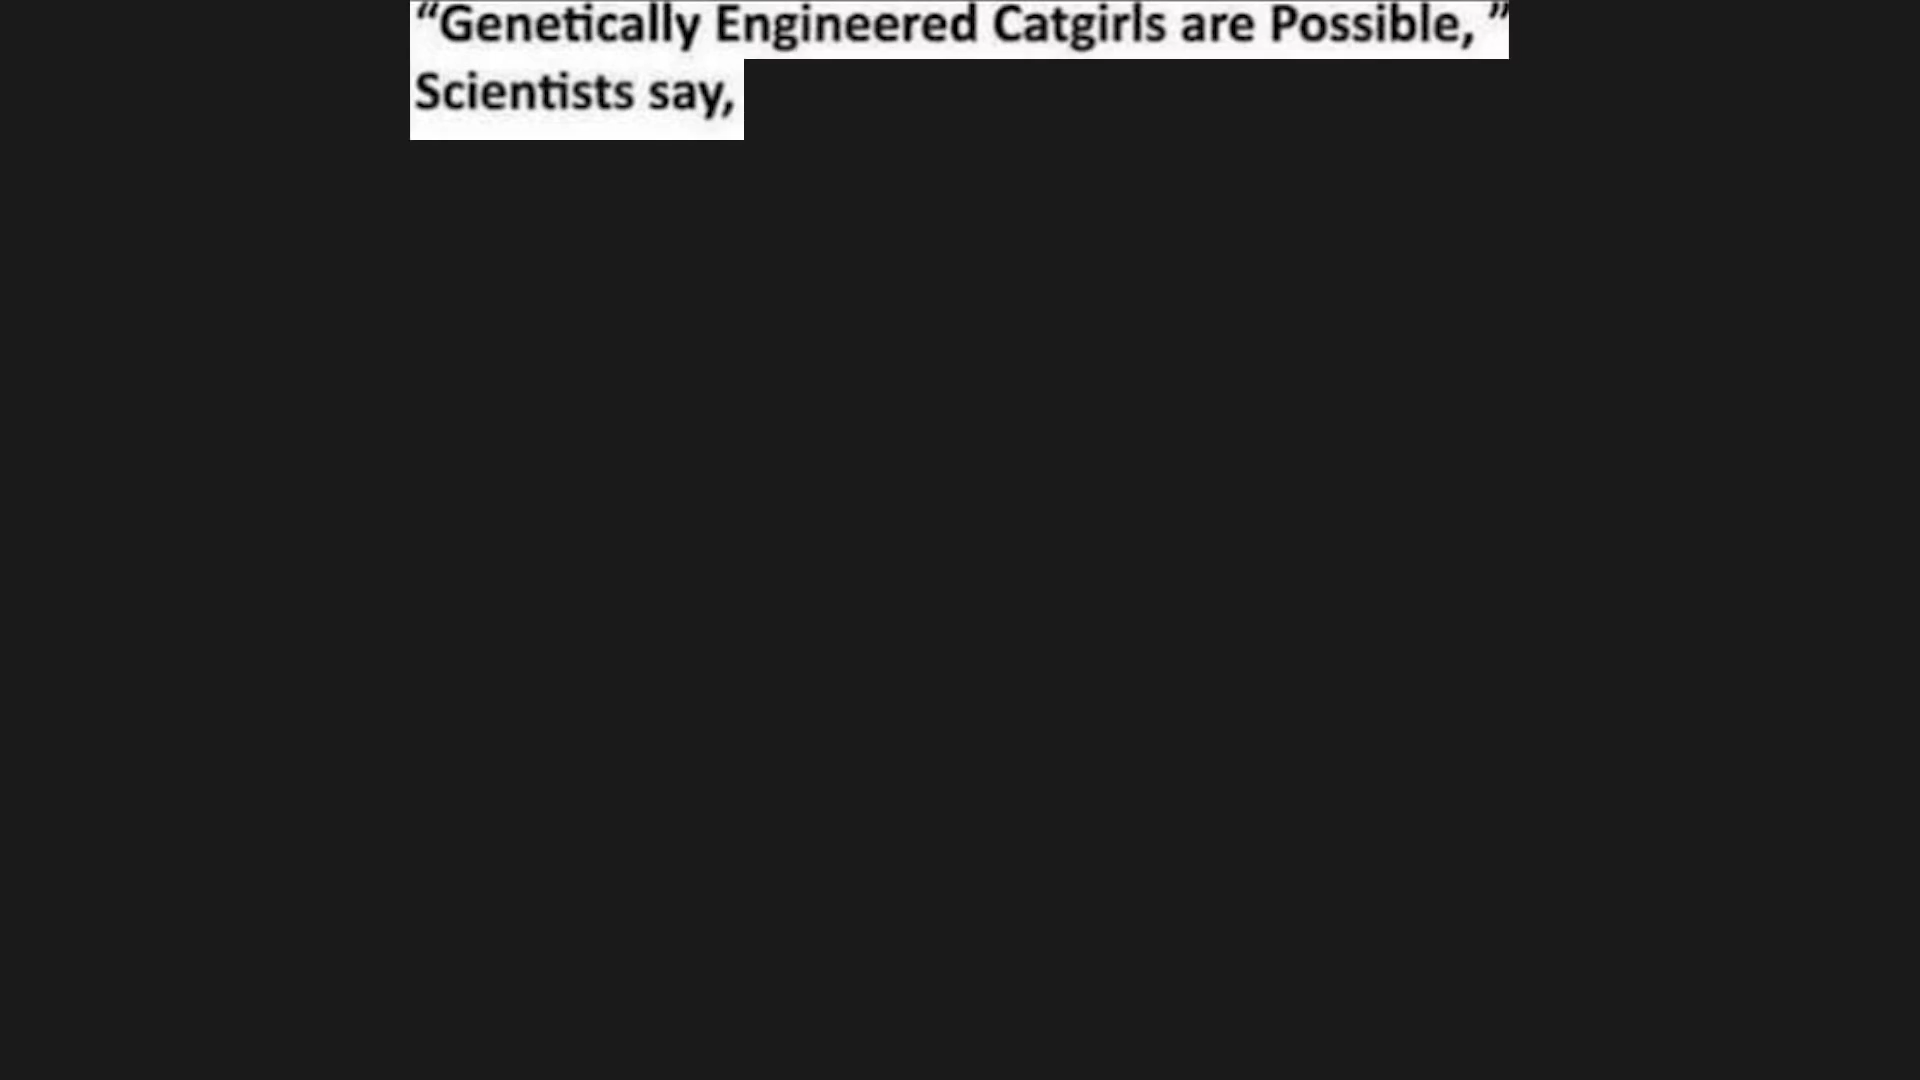 “Genetically Engineered Catgirls are Possible, ”
Scientists say,